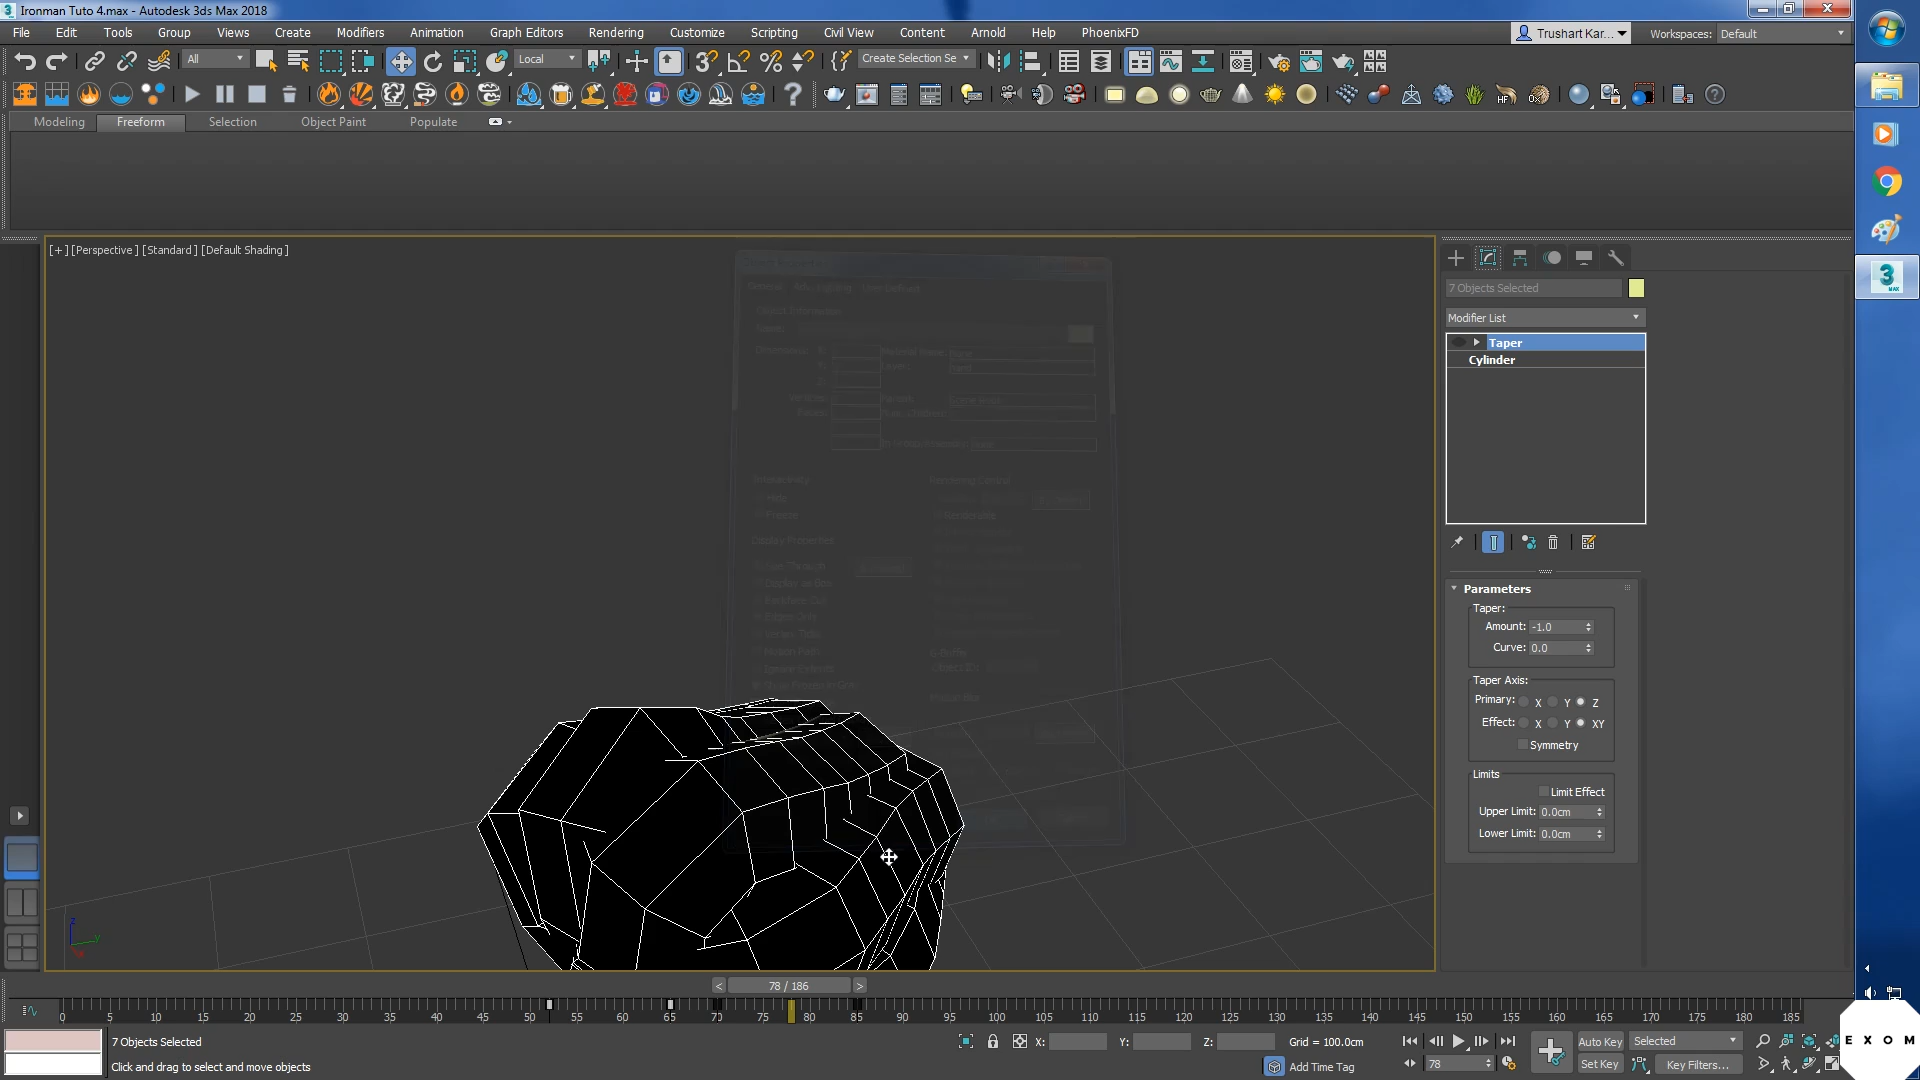 Ironman Tuto 4.max - Autodesk 3ds Max 2018
File Edit Tools Group Views Create Modifiers Animation Graph Editors Rendering Customize Scripting Civil View Content Arnold Help PhoenixFD
Trushart Kar...
Workspaces: Default
All
Local
Create Selection Se
Modeling Freeform Selection Object Paint Populate
[+] [Perspective] [Standard] [Default Shading]
7 Objects Selected
Modifier List
Taper
Cylinder
Parameters
Taper:
Amount: -1.0
Curve: 0.0
Taper Axis:
Primary: X Y Z
Effect: X Y XY
Symmetry
Limits
Limit Effect
Upper Limit: 0.0cm
Lower Limit: 0.0cm
< 78 / 186 >
0 5 10 15 20 25 30 35 40 45 50 55 60 65 70 75 80 85 90 95 100 105 110 115 120 125 130 135 140 145 150 155 160 165 170 175 180 185
7 Objects Selected
Click and drag to select and move objects
X: Y: Z: Grid = 100.0cm
Add Time Tag
78
Auto Key Selected
Set Key Key Filters...
3 MAX
E X O M